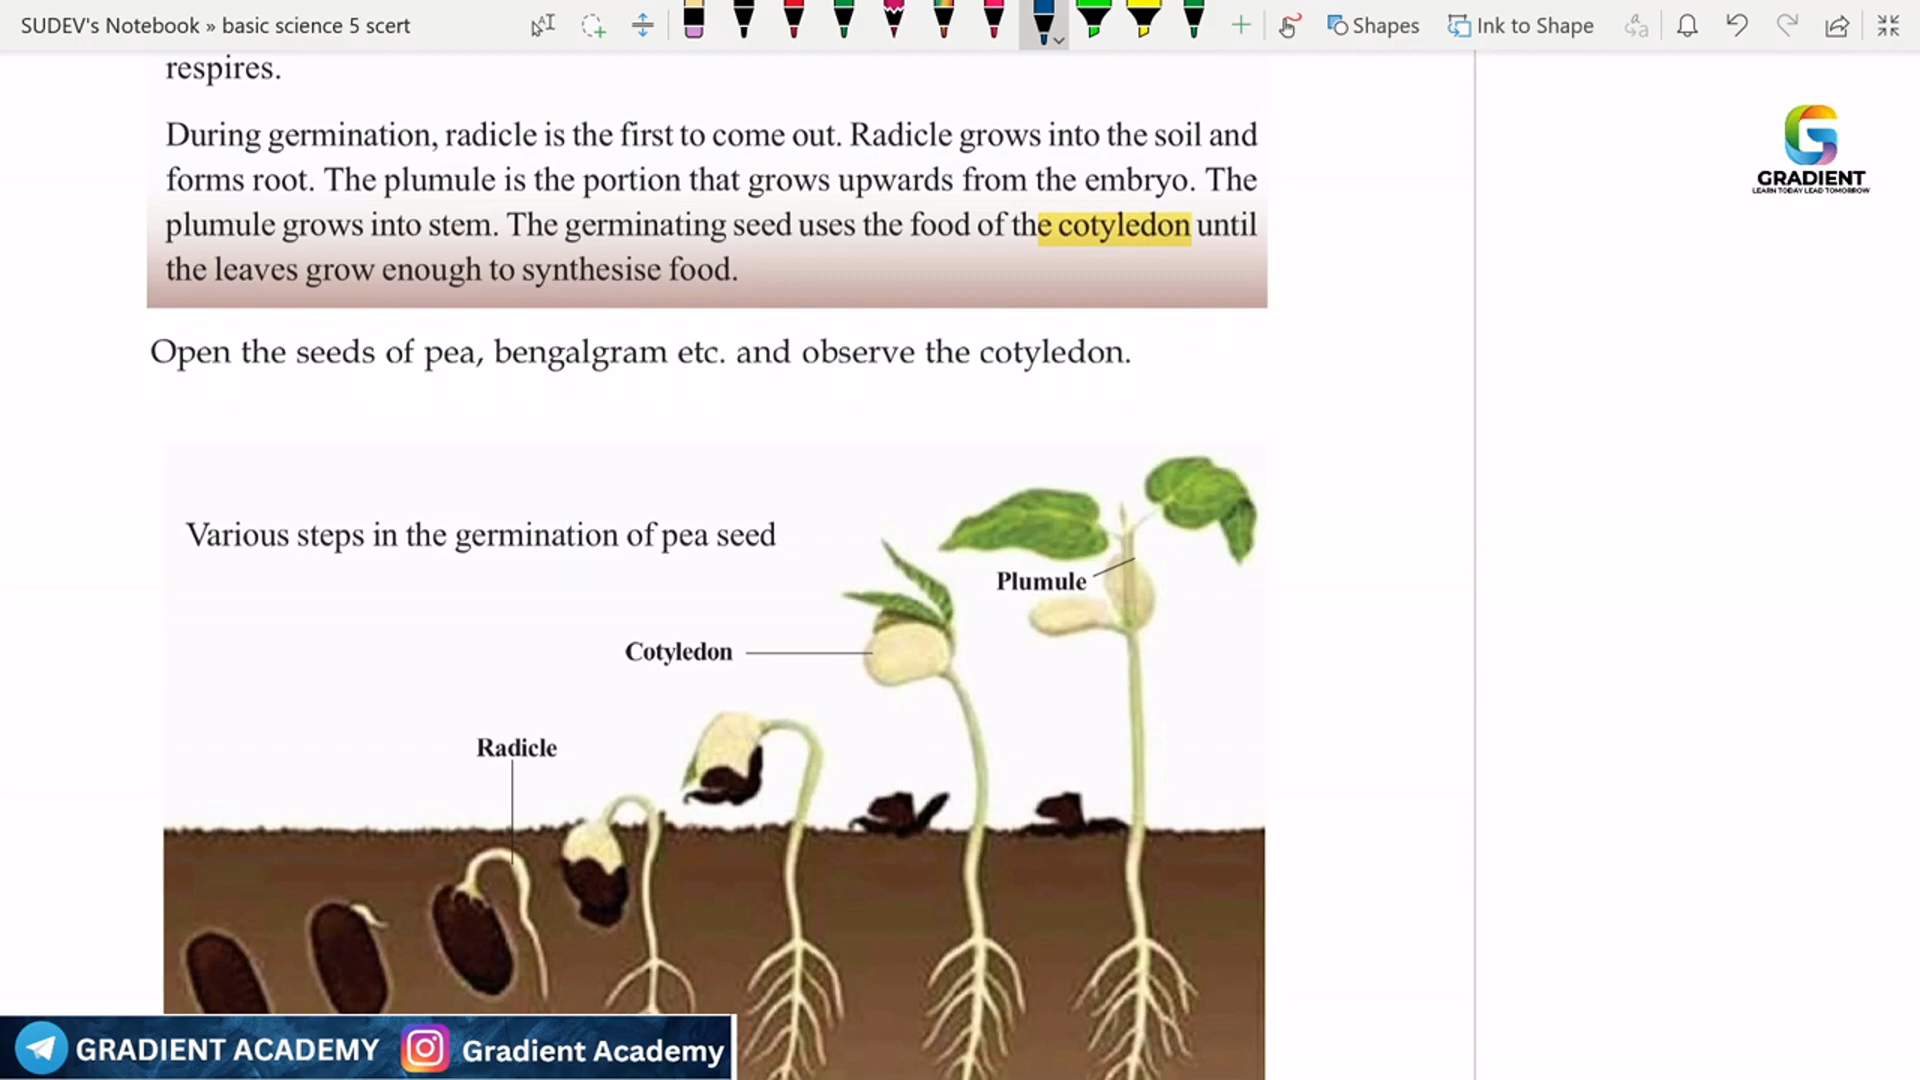 SUDEV's Notebook » basic science 5 scert
Shapes
Ink to Shape
respires.
During germination, radicle is the first to come out. Radicle grows into the soil and
forms root. The plumule is the portion that grows upwards from the embryo. The
plumule grows into stem. The germinating seed uses the food of the cotyledon until
the leaves grow enough to synthesise food.
GRADIENT
LEARN TODAY LEAD TOMORROW
Open the seeds of pea, bengalgram etc. and observe the cotyledon.
Various steps in the germination of pea seed
Plumule
Cotyledon
Radicle
GRADIENT ACADEMY
Gradient Academy